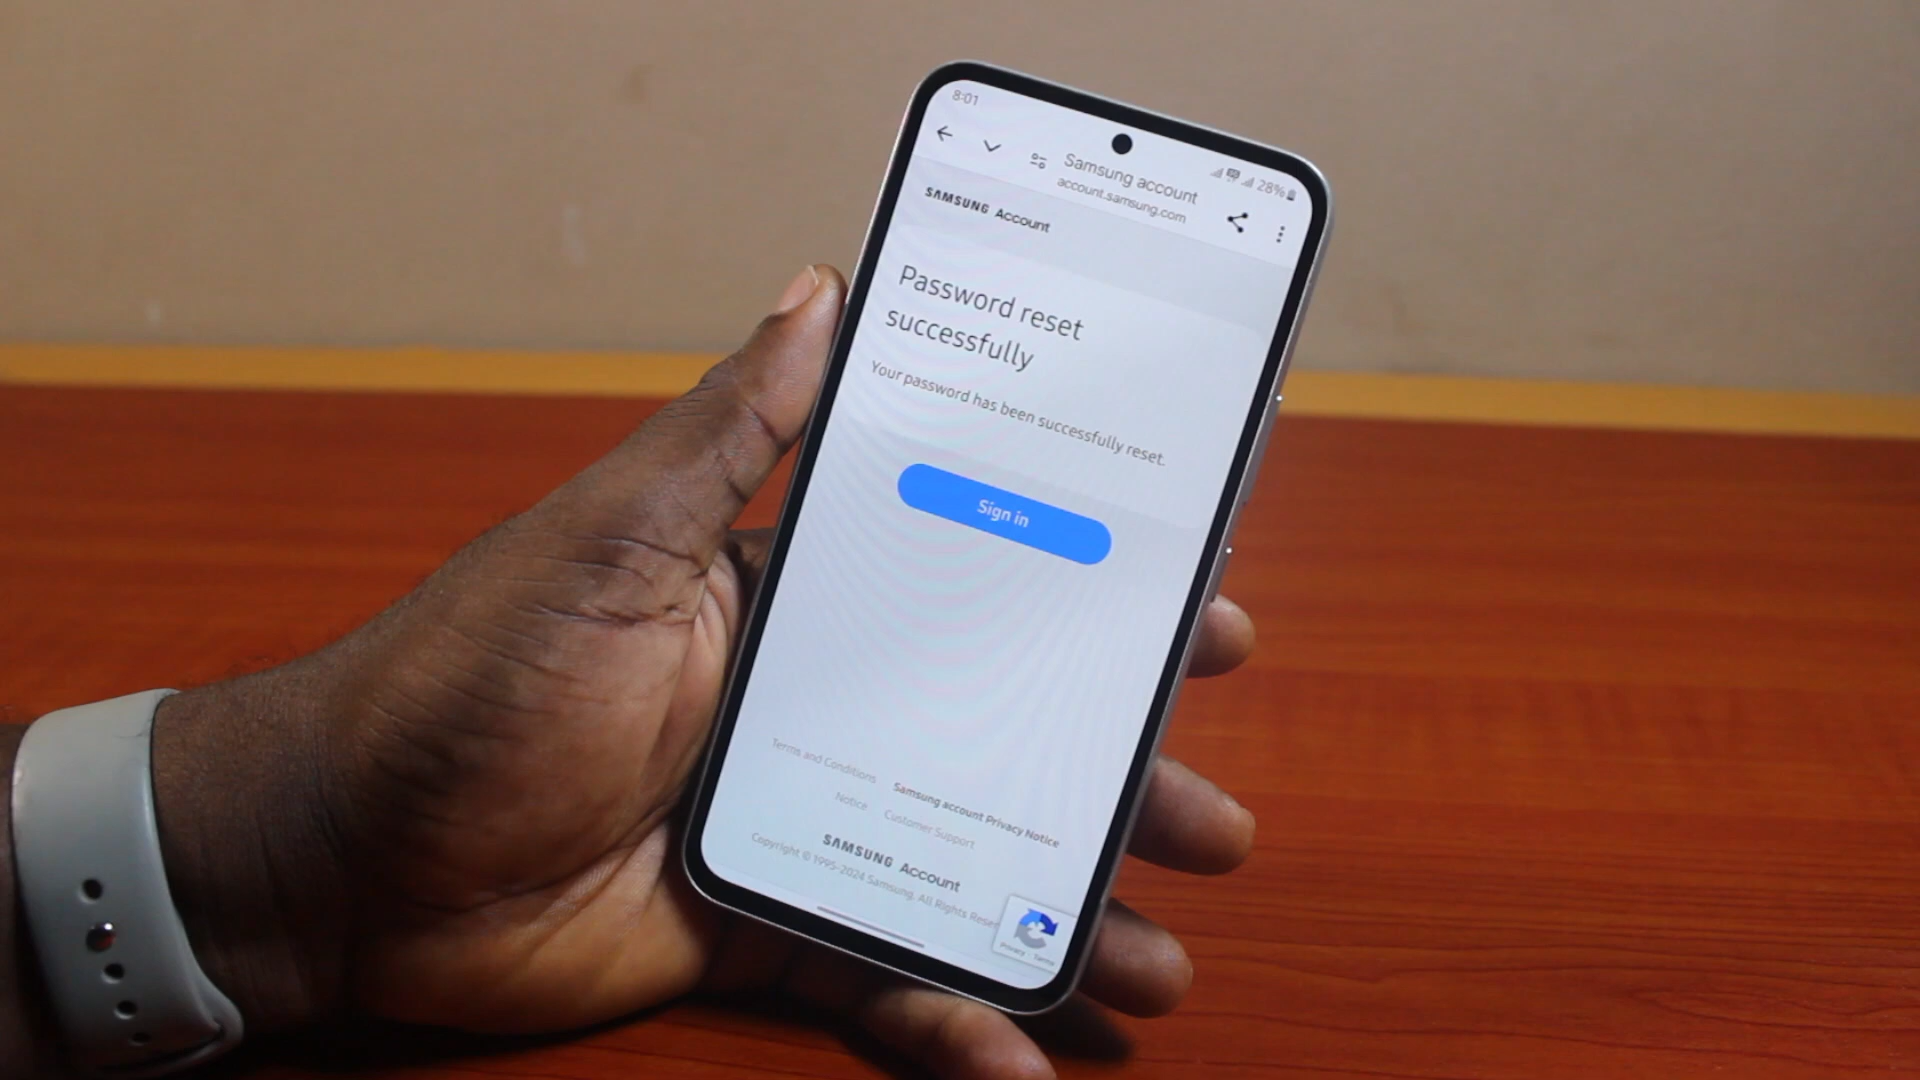 8:01
28%
Samsung account
account.samsung.com
SAMSUNG Account
Password reset
successfully
Your password has been successfully reset.
Sign in
Terms and Conditions
Samsung account Privacy Notice
Notice
Customer Support
SAMSUNG Account
Copyright © 1995-2024 Samsung. All Rights
Privacy - Terms